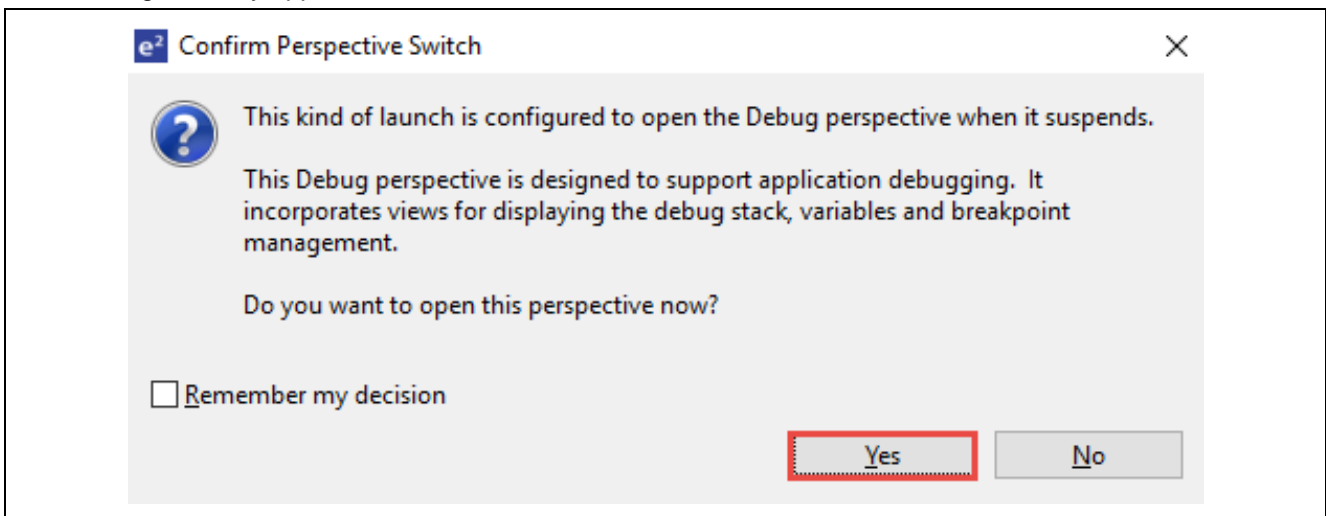 e² Confirm Perspective Switch
This kind of launch is configured to open the Debug perspective when it suspends.
This Debug perspective is designed to support application debugging.  It
incorporates views for displaying the debug stack, variables and breakpoint
management.
Do you want to open this perspective now?
Remember my decision
Yes No